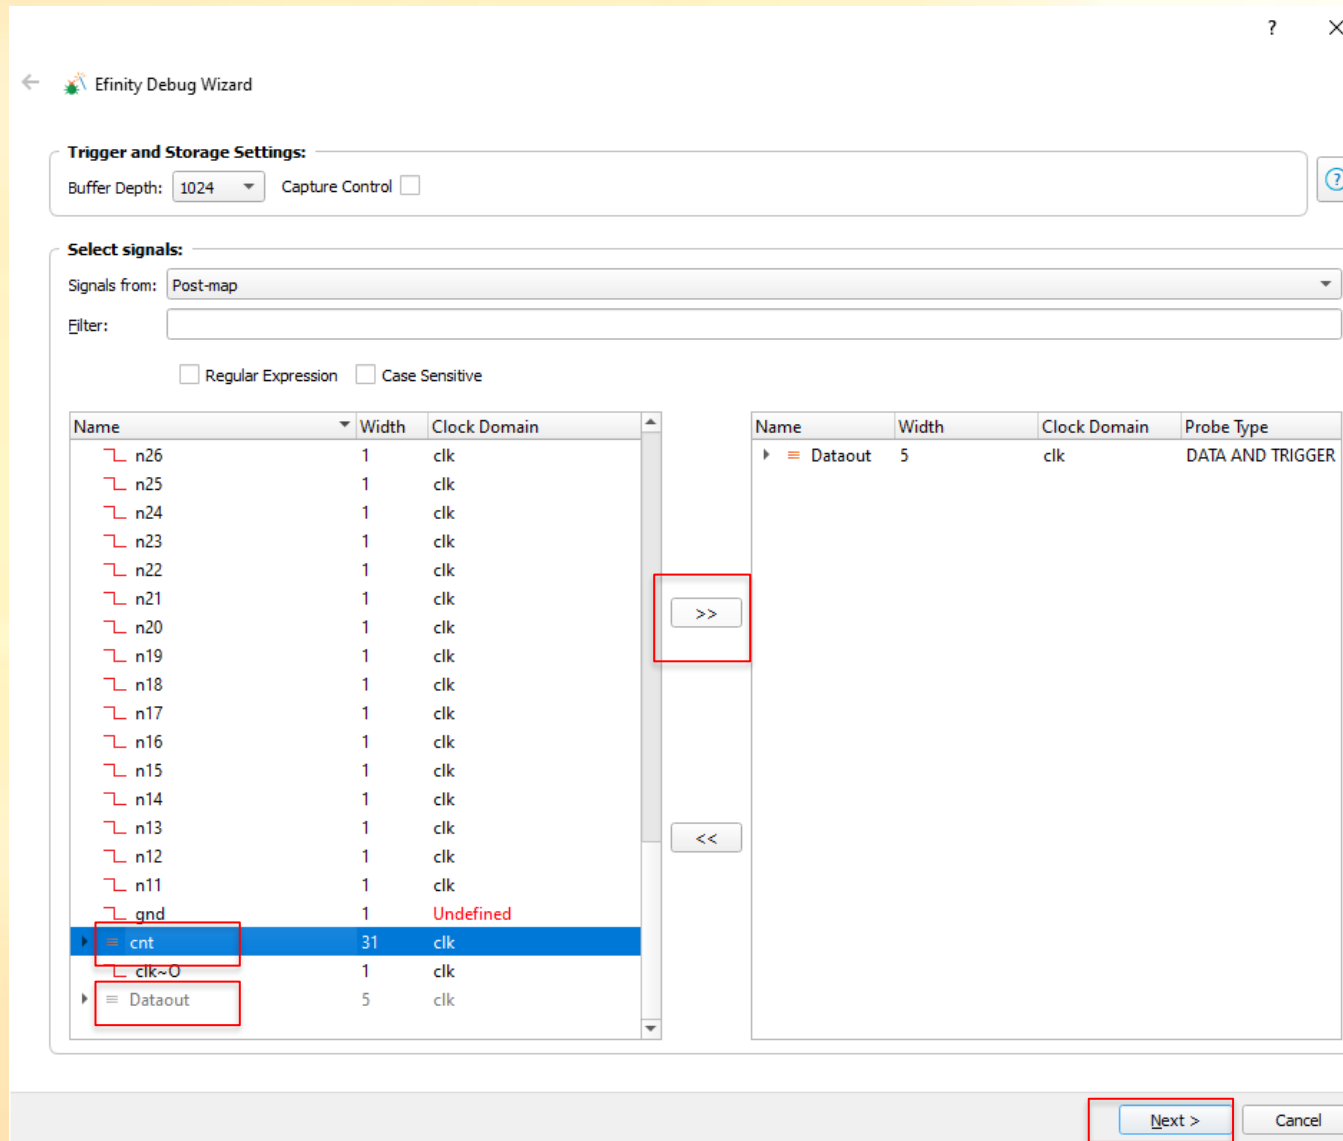 ?
Efinity Debug Wizard
Trigger and Storage Settings:
Buffer Depth: 1024 Capture Control
?
Select signals:
Signals from: Post-map
Filter:
Regular Expression Case Sensitive
Name Width Clock Domain
n26 1 clk
n25 1 clk
n24 1 clk
n23 1 clk
n22 1 clk
n21 1 clk
n20 1 clk
n19 1 clk
n18 1 clk
n17 1 clk
n16 1 clk
n15 1 clk
n14 1 clk
n13 1 clk
n12 1 clk
n11 1 clk
gnd 1 Undefined
cnt 31 clk
clk~O 1 clk
Dataout 5 clk
>>
<<
Name Width Clock Domain Probe Type
Dataout 5 clk DATA AND TRIGGER
Next > Cancel